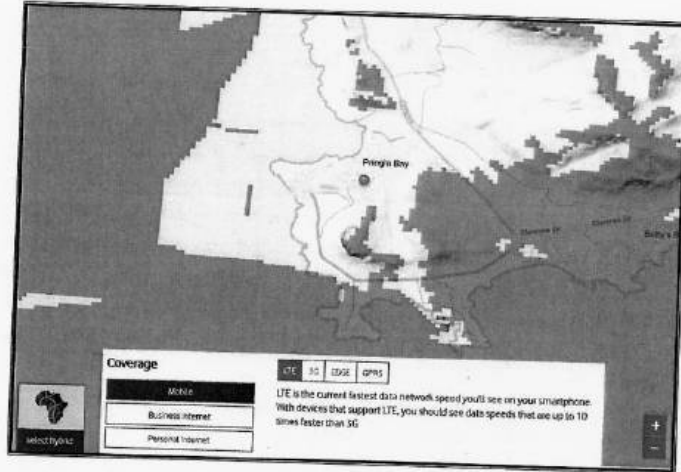 Pringle Bay
Clarence Dr
Clarence Dr
Betty's B
Coverage
Mobile
Business Internet
Personal Internet
LTE
3G
EDGE
GPRS
LTE is the current fastest data network speed you'll see on your smartphone.
With devices that support LTE, you should see data speeds that are up to 10
times faster than 3G
select hybrid
+
−